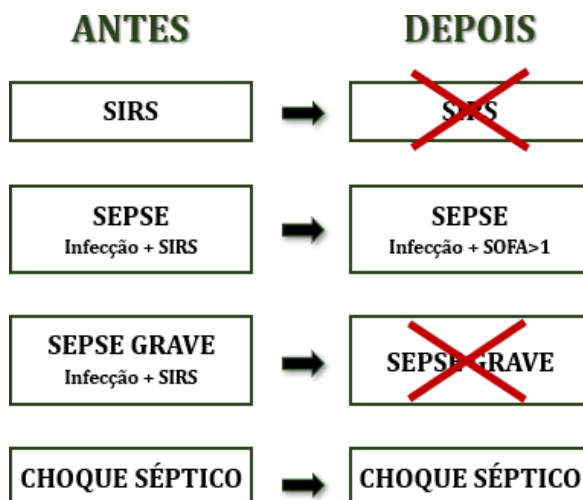 ANTES
DEPOIS
SIRS
SIRS
SEPSE
Infecção + SIRS
SEPSE
Infecção + SOFA>1
SEPSE GRAVE
Infecção + SIRS
SEPSE GRAVE
CHOQUE SÉPTICO
CHOQUE SÉPTICO